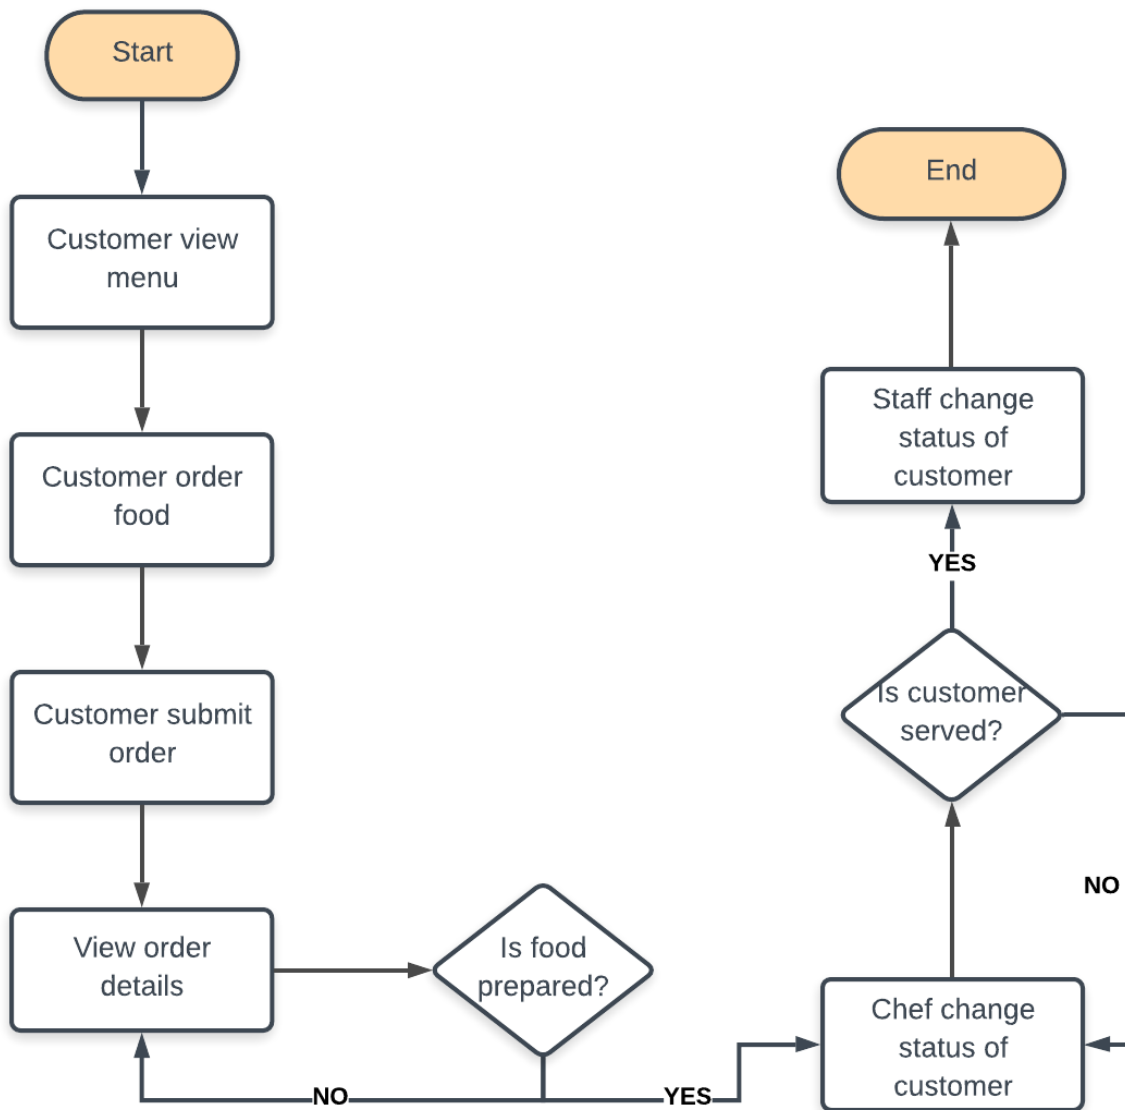 Start
Customer view
menu
Customer order
food
Customer submit
order
View order
details
Is food
prepared?
NO
YES
Chef change
status of
customer
NO
Is customer
served?
YES
Staff change
status of
customer
End